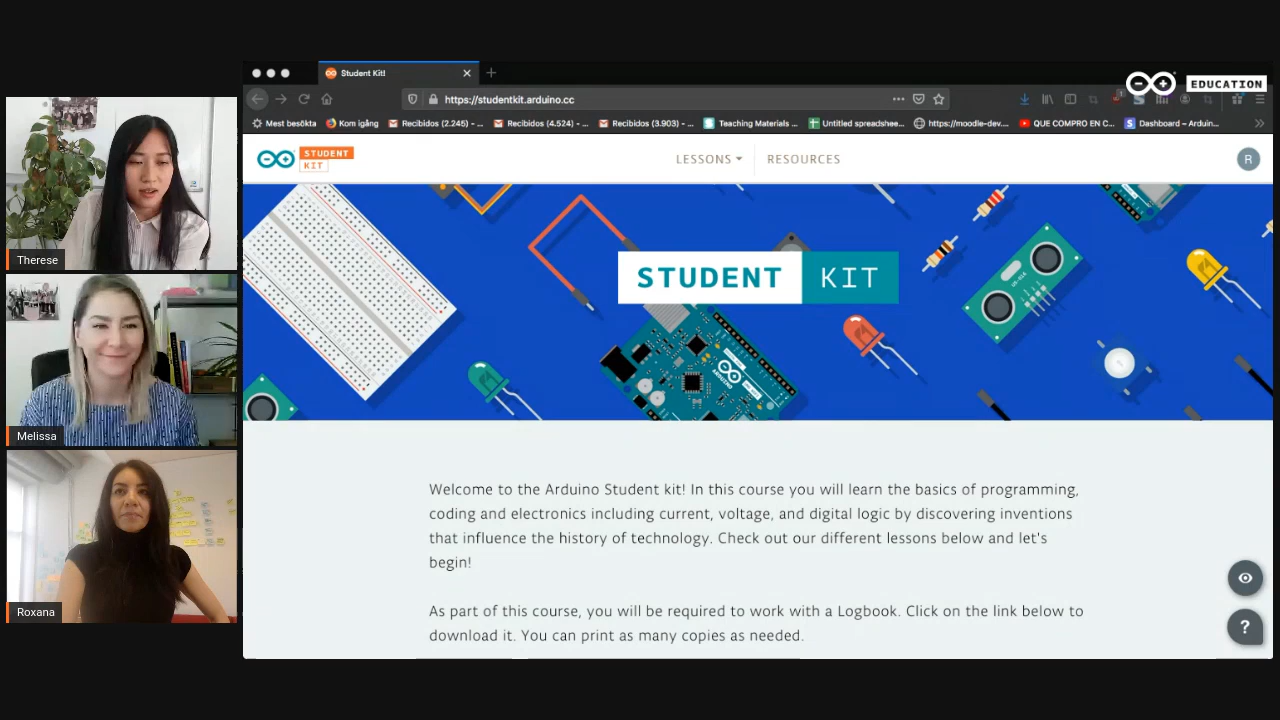 Student Kit!
EDUCATION
https://studentkit.arduino.cc
Mest besökta
Kom igång
Recibidos (2.245) - ...
Recibidos (4.524) - ...
Recibidos (3.903) - ...
Teaching Materials ...
Untitled spreadshee...
https://moodle-dev....
QUE COMPRO EN C...
Dashboard – Arduin...
STUDENT
KIT
LESSONS
RESOURCES
R
Therese
Melissa
Roxana
STUDENT KIT
ARDUINO
Welcome to the Arduino Student kit! In this course you will learn the basics of programming,
coding and electronics including current, voltage, and digital logic by discovering inventions
that influence the history of technology. Check out our different lessons below and let's
begin!
As part of this course, you will be required to work with a Logbook. Click on the link below to
download it. You can print as many copies as needed.
?